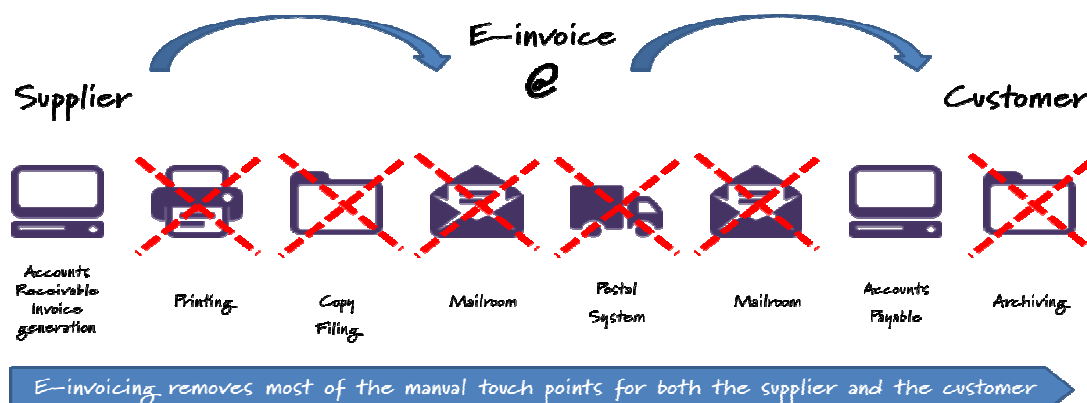 E-invoice
@
Supplier
Customer
Accounts
Receivable
Invoice
generation
Printing
Copy
Filing
Mailroom
Postal
System
Mailroom
Accounts
Payable
Archiving
E-invoicing removes most of the manual touch points for both the supplier and the customer